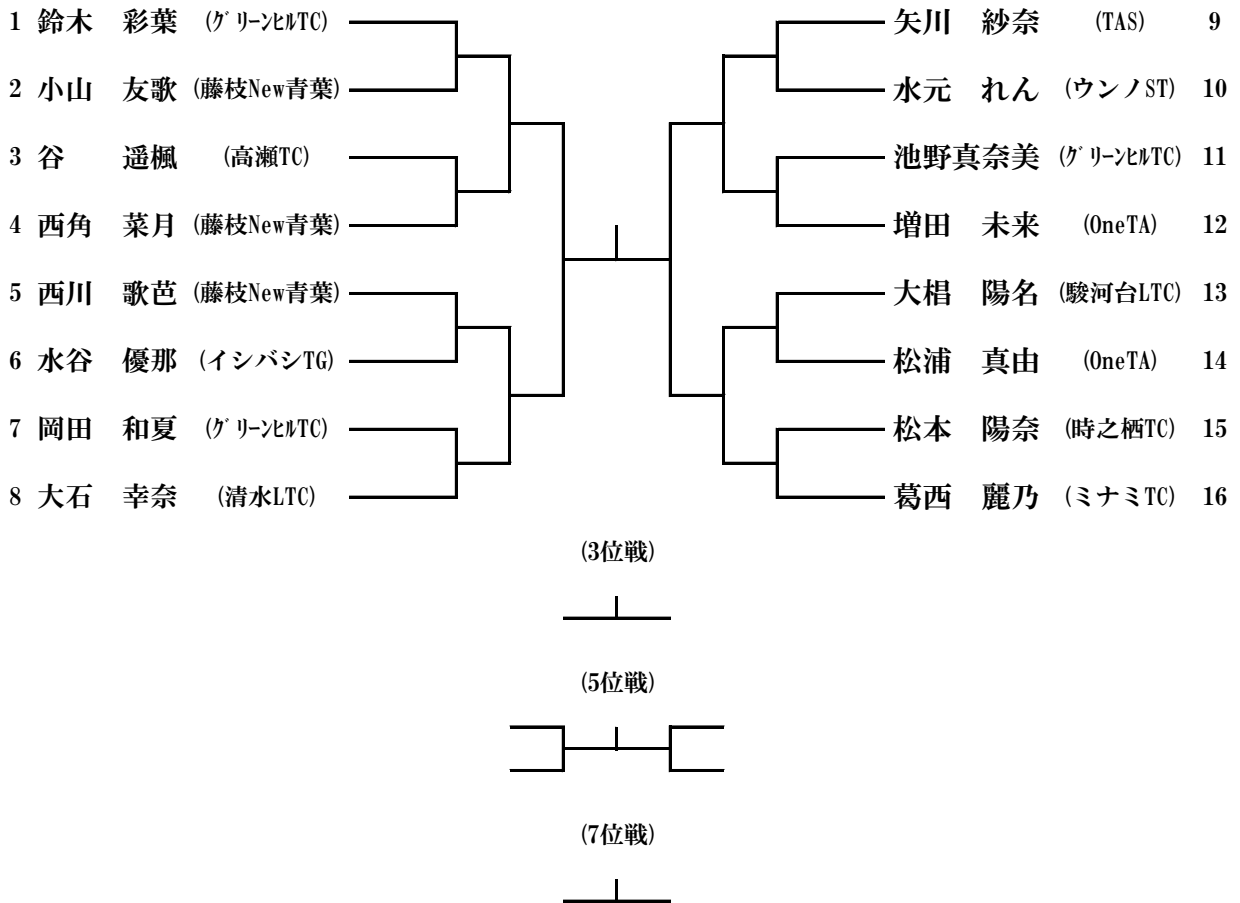 1 鈴木 彩葉 (グリーンヒルTC)
2 小山 友歌 (藤枝New青葉)
3 谷 遥楓 (高瀬TC)
4 西角 菜月 (藤枝New青葉)
5 西川 歌芭 (藤枝New青葉)
6 水谷 優那 (イシバシTG)
7 岡田 和夏 (グリーンヒルTC)
8 大石 幸奈 (清水LTC)
矢川 紗奈 (TAS) 9
水元 れん (ウンノST) 10
池野真奈美 (グリーンヒルTC) 11
増田 未来 (OneTA) 12
大椙 陽名 (駿河台LTC) 13
松浦 真由 (OneTA) 14
松本 陽奈 (時之栖TC) 15
葛西 麗乃 (ミナミTC) 16
(3位戦)
(5位戦)
(7位戦)